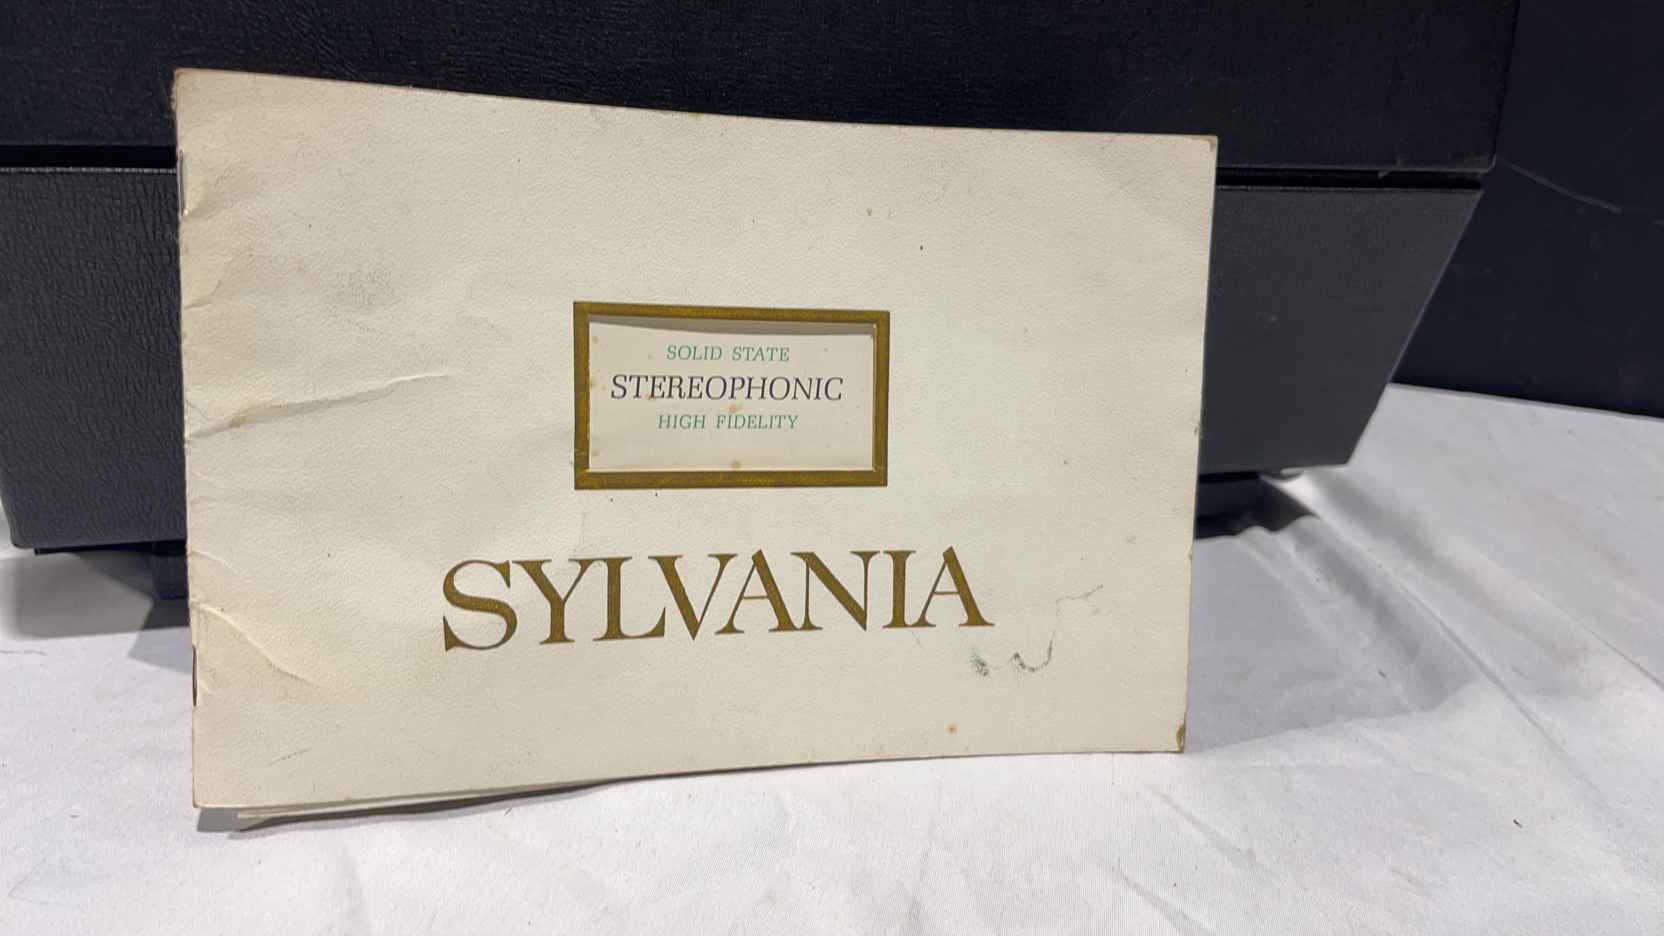 SOLID STATE
STEREOPHONIC
HIGH FIDELITY
SYLVANIA